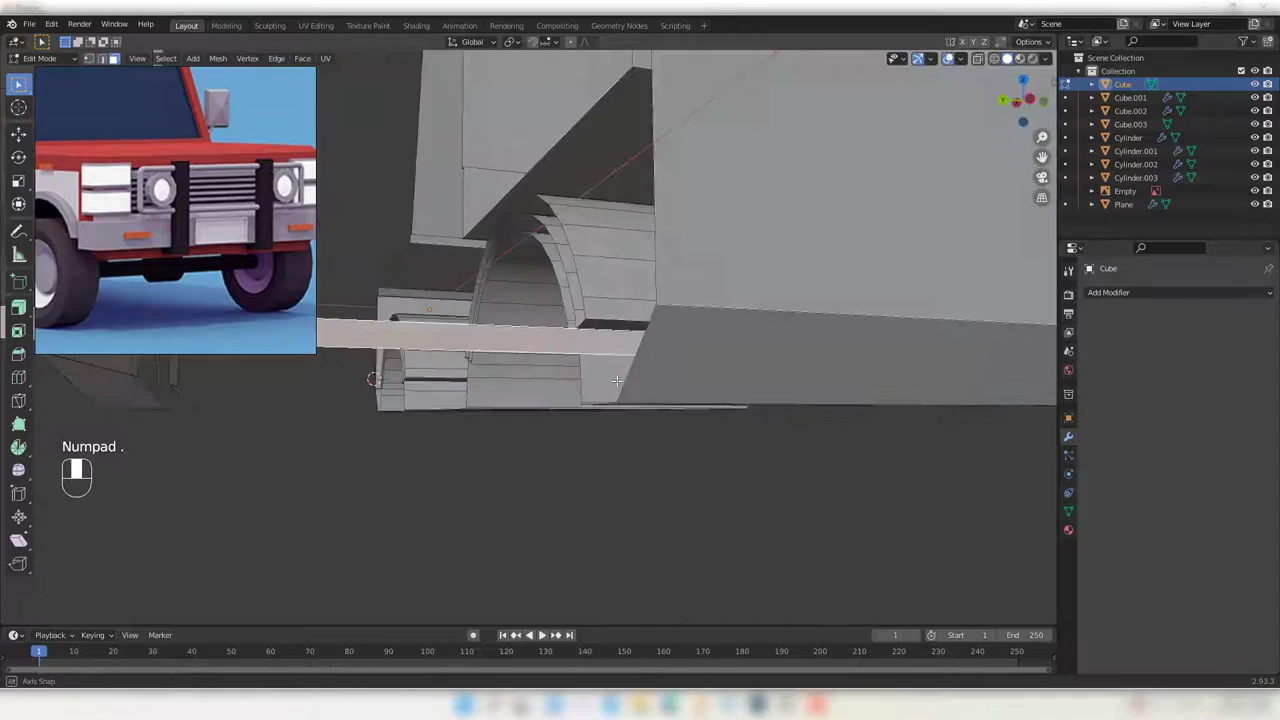 File Edit Render Window Help Layout Modeling Sculpting UV Editing Texture Paint Shading Animation Rendering Compositing Geometry Nodes Scripting + Scene View Layer
Global X Y Z Options
Edit Mode View Select Add Mesh Vertex Edge Face UV
Scene Collection
Collection
Cube
Cube.001
Cube.002
Cube.003
Cylinder
Cylinder.001
Cylinder.002
Cylinder.003
Empty
Plane
Z
Y
Cube
Add Modifier
Numpad .
Playback Keying View Marker 1 Start 1 End 250
1 10 20 30 40 50 60 70 80 90 100 110 120 130 140 150 160 170 180 190 200 210 220 230 240 250
Axis Snap 2.93.3